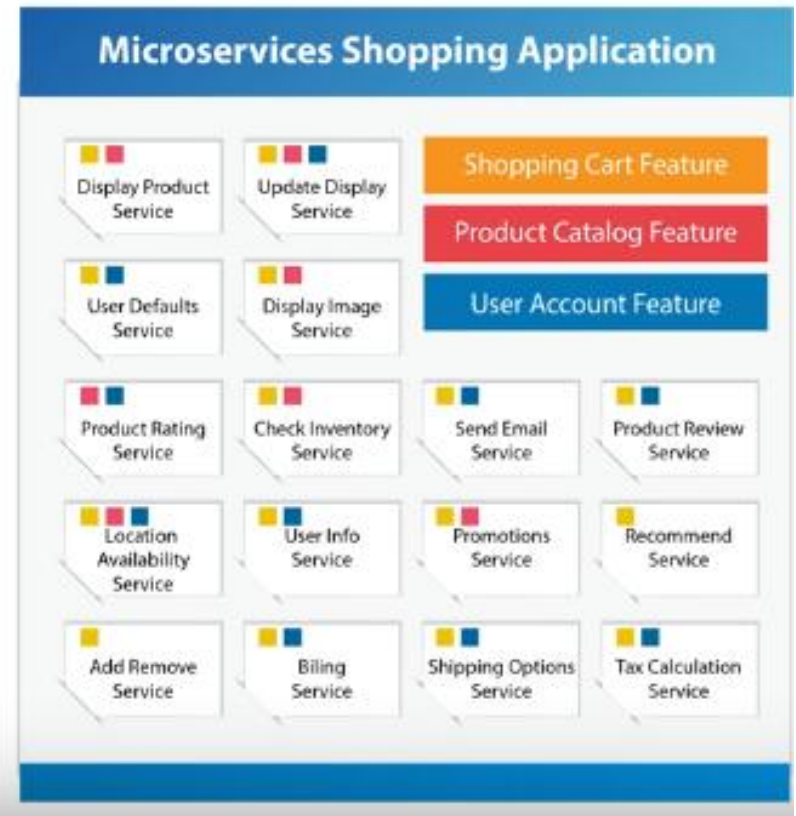 Microservices Shopping Application
Display Product
Service
Update Display
Service
Shopping Cart Feature
Product Catalog Feature
User Account Feature
User Defaults
Service
Display Image
Service
Product Rating
Service
Check Inventory
Service
Send Email
Service
Product Review
Service
Location
Availability
Service
User Info
Service
Promotions
Service
Recommend
Service
Add Remove
Service
Biling
Service
Shipping Options
Service
Tax Calculation
Service